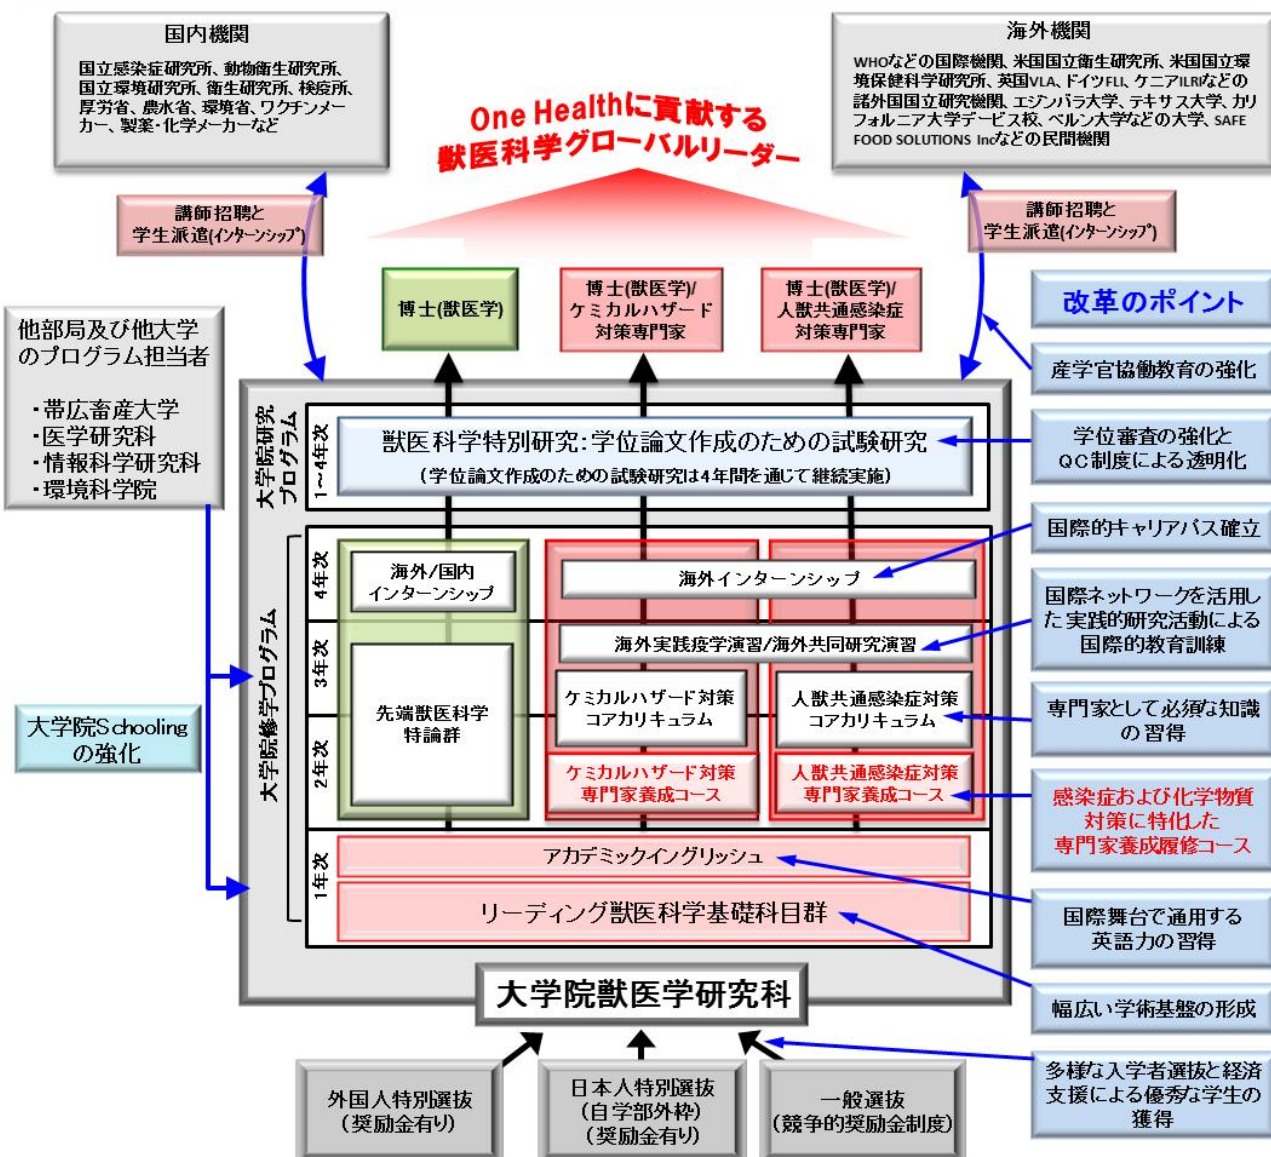 国内機関
国立感染症研究所、動物衛生研究所、
国立環境研究所、衛生研究所、検疫所、
厚労省、農水省、環境省、ワクチンメー
カー、製薬・化学メーカーなど
海外機関
WHOなどの国際機関、米国国立衛生研究所、米国国立環
境保健科学研究所、英国VLA、ドイツFLI、ケニアILRIなどの
諸外国国立研究機関、エジンバラ大学、テキサス大学、カリ
フォルニア大学デービス校、ベルン大学などの大学、SAFE
FOOD SOLUTIONS Incなどの民間機関
One Healthに貢献する
獣医科学グローバルリーダー
講師招聘と
学生派遣(インターンシップ)
講師招聘と
学生派遣(インターンシップ)
博士(獣医学)
博士(獣医学)/
ケミカルハザード
対策専門家
博士(獣医学)/
人獣共通感染症
対策専門家
改革のポイント
他部局及び他大学
のプログラム担当者
・帯広畜産大学
・医学研究科
・情報科学研究科
・環境科学院
産学官協働教育の強化
大学院研究
プログラム
1～4年次
獣医科学特別研究:学位論文作成のための試験研究
(学位論文作成のための試験研究は4年間を通じて継続実施)
学位審査の強化と
QC制度による透明化
大学院修学プログラム
4年次
海外/国内
インターンシップ
海外インターンシップ
国際的キャリアパス確立
3年次
海外実践疫学演習/海外共同研究演習
国際ネットワークを活用し
た実践的研究活動による
国際的教育訓練
先端獣医科学
特論群
ケミカルハザード対策
コアカリキュラム
人獣共通感染症対策
コアカリキュラム
専門家として必須な知識
の習得
大学院Schooling
の強化
2年次
ケミカルハザード対策
専門家養成コース
人獣共通感染症対策
専門家養成コース
感染症および化学物質
対策に特化した
専門家養成履修コース
1年次
アカデミックイングリッシュ
リーディング獣医科学基礎科目群
国際舞台で通用する
英語力の習得
大学院獣医学研究科
幅広い学術基盤の形成
外国人特別選抜
(奨励金有り)
日本人特別選抜
(自学部外枠)
(奨励金有り)
一般選抜
(競争的奨励金制度)
多様な入学者選抜と経済
支援による優秀な学生の
獲得